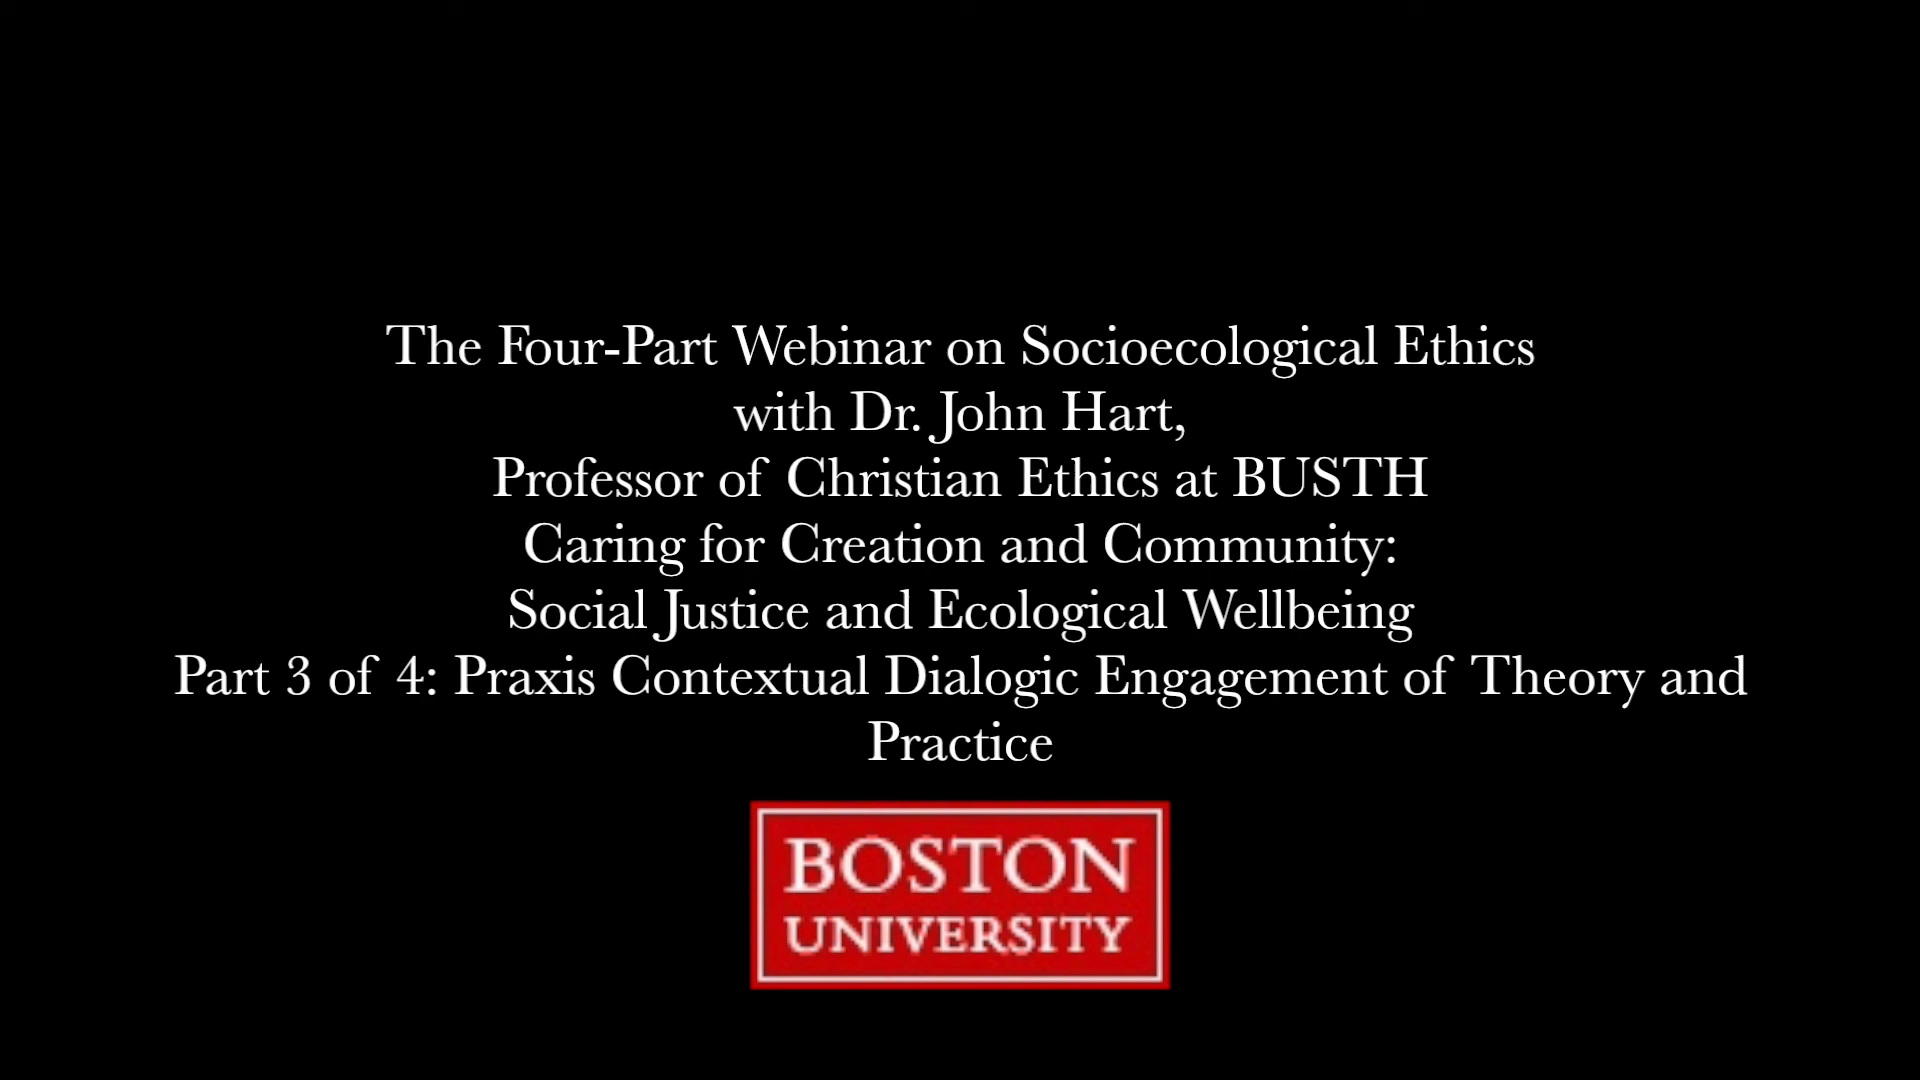 The Four-Part Webinar on Socioecological Ethics
with Dr. John Hart,
Professor of Christian Ethics at BUSTH
Caring for Creation and Community:
Social Justice and Ecological Wellbeing
Part 3 of 4: Praxis Contextual Dialogic Engagement of Theory and
Practice
BOSTON
UNIVERSITY